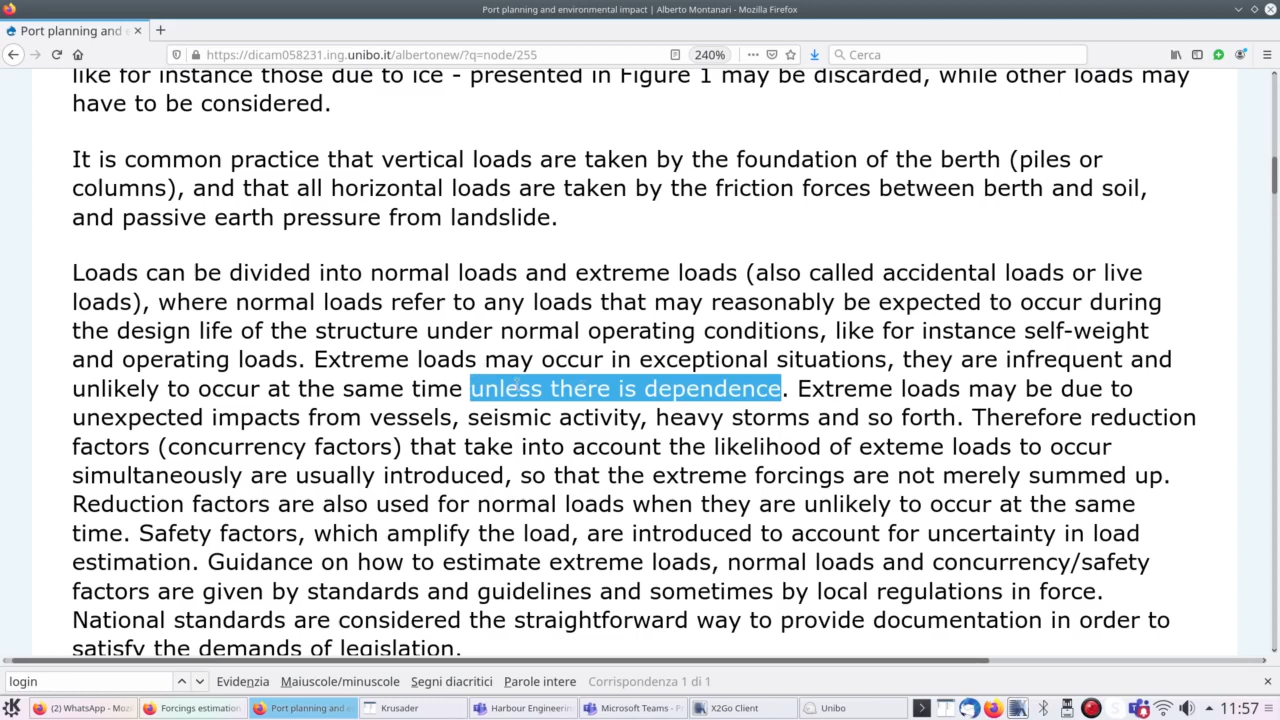 Port planning and environmental impact | Alberto Montanari - Mozilla Firefox
Port planning and e
https://dicam058231.ing.unibo.it/albertonew/?q=node/255
240%
Cerca
like for instance those due to ice - presented in Figure 1 may be discarded, while other loads may
have to be considered.
It is common practice that vertical loads are taken by the foundation of the berth (piles or
columns), and that all horizontal loads are taken by the friction forces between berth and soil,
and passive earth pressure from landslide.
Loads can be divided into normal loads and extreme loads (also called accidental loads or live
loads), where normal loads refer to any loads that may reasonably be expected to occur during
the design life of the structure under normal operating conditions, like for instance self-weight
and operating loads. Extreme loads may occur in exceptional situations, they are infrequent and
unlikely to occur at the same time unless there is dependence. Extreme loads may be due to
unexpected impacts from vessels, seismic activity, heavy storms and so forth. Therefore reduction
factors (concurrency factors) that take into account the likelihood of exteme loads to occur
simultaneously are usually introduced, so that the extreme forcings are not merely summed up.
Reduction factors are also used for normal loads when they are unlikely to occur at the same
time. Safety factors, which amplify the load, are introduced to account for uncertainty in load
estimation. Guidance on how to estimate extreme loads, normal loads and concurrency/safety
factors are given by standards and guidelines and sometimes by local regulations in force.
National standards are considered the straightforward way to provide documentation in order to
satisfy the demands of legislation.
login
Evidenzia
Maiuscole/minuscole
Segni diacritici
Parole intere
Corrispondenza 1 di 1
(2) WhatsApp - Moz
Forcings estimation
Port planning and e
Krusader
Harbour Engineerin
Microsoft Teams - P
X2Go Client
Unibo
11:57